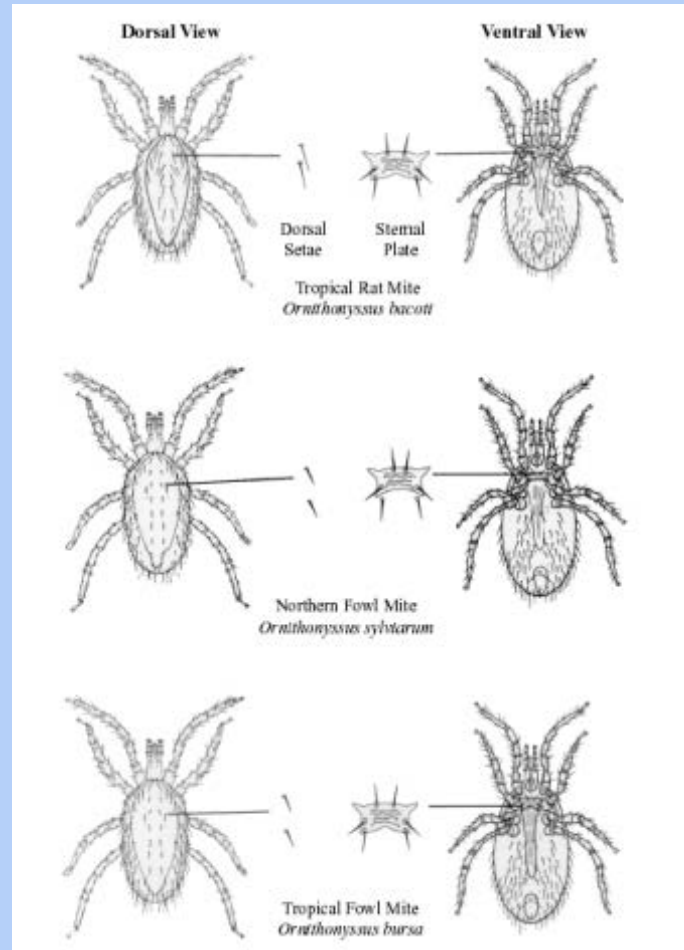 Dorsal View
Ventral View
Dorsal
Setae
Sternal
Plate
Tropical Rat Mite
Ornithonyssus bacoti
Northern Fowl Mite
Ornithonyssus sylviarum
Tropical Fowl Mite
Ornithonyssus bursa